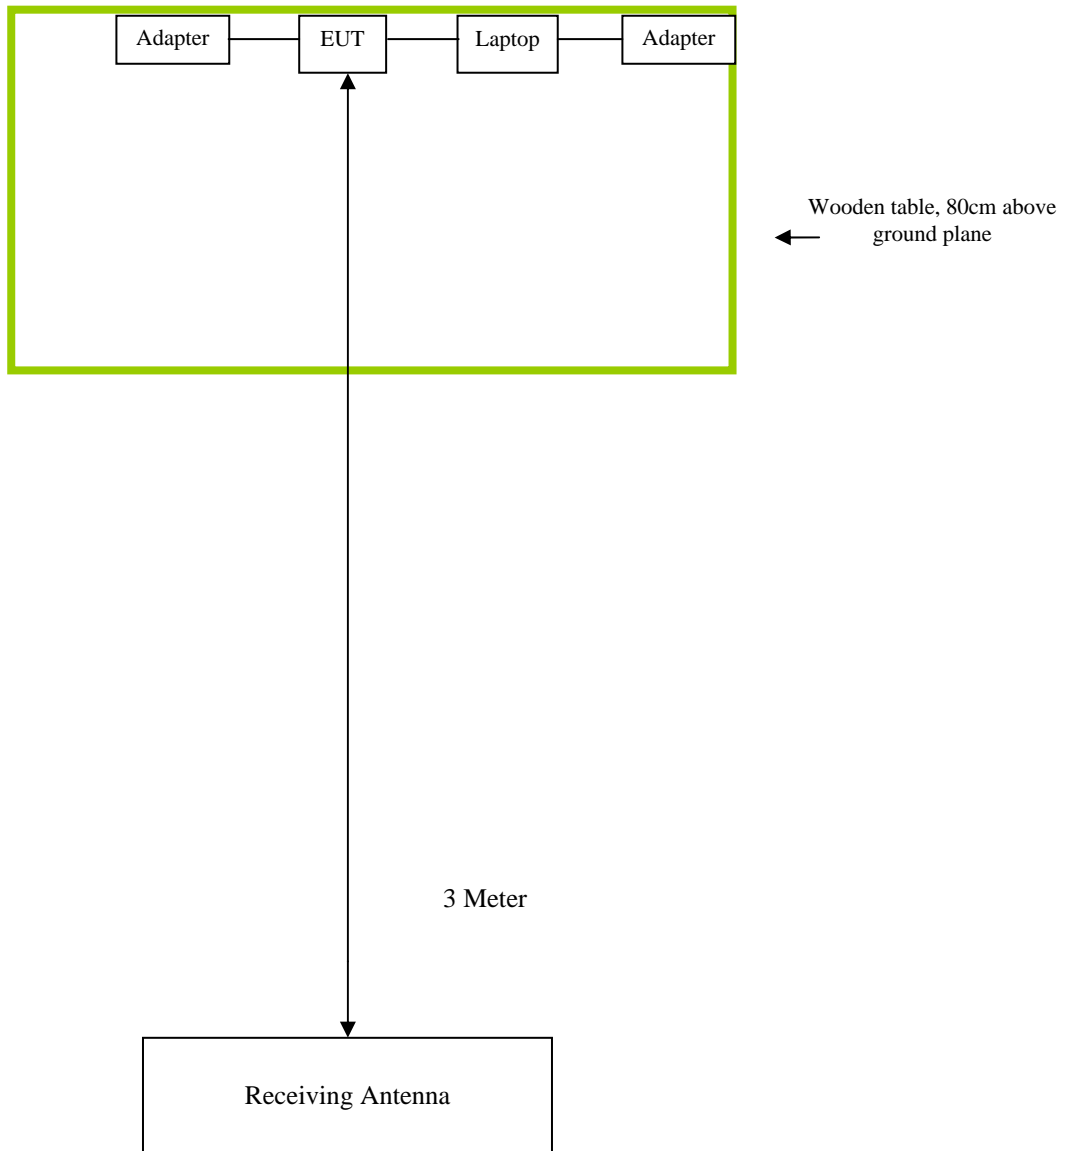 Adapter
EUT
Laptop
Adapter
Wooden table, 80cm above
ground plane
3 Meter
Receiving Antenna